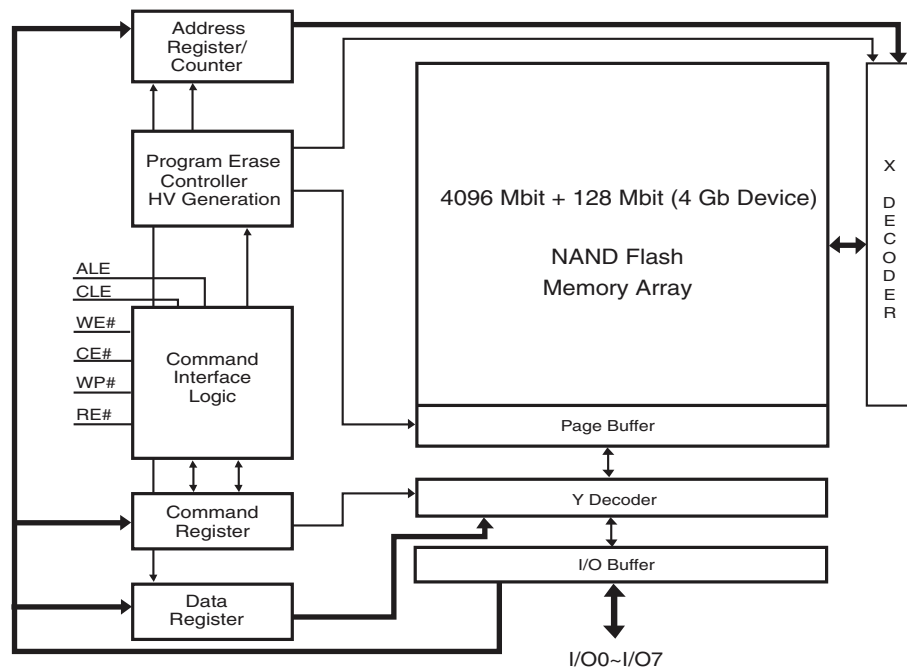 Address
Register/
Counter
Program Erase
Controller
HV Generation
ALE
CLE
WE#
CE#
WP#
RE#
Command
Interface
Logic
Command
Register
Data
Register
4096 Mbit + 128 Mbit (4 Gb Device)
NAND Flash
Memory Array
Page Buffer
Y Decoder
I/O Buffer
I/O0~I/O7
X
D
E
C
O
D
E
R